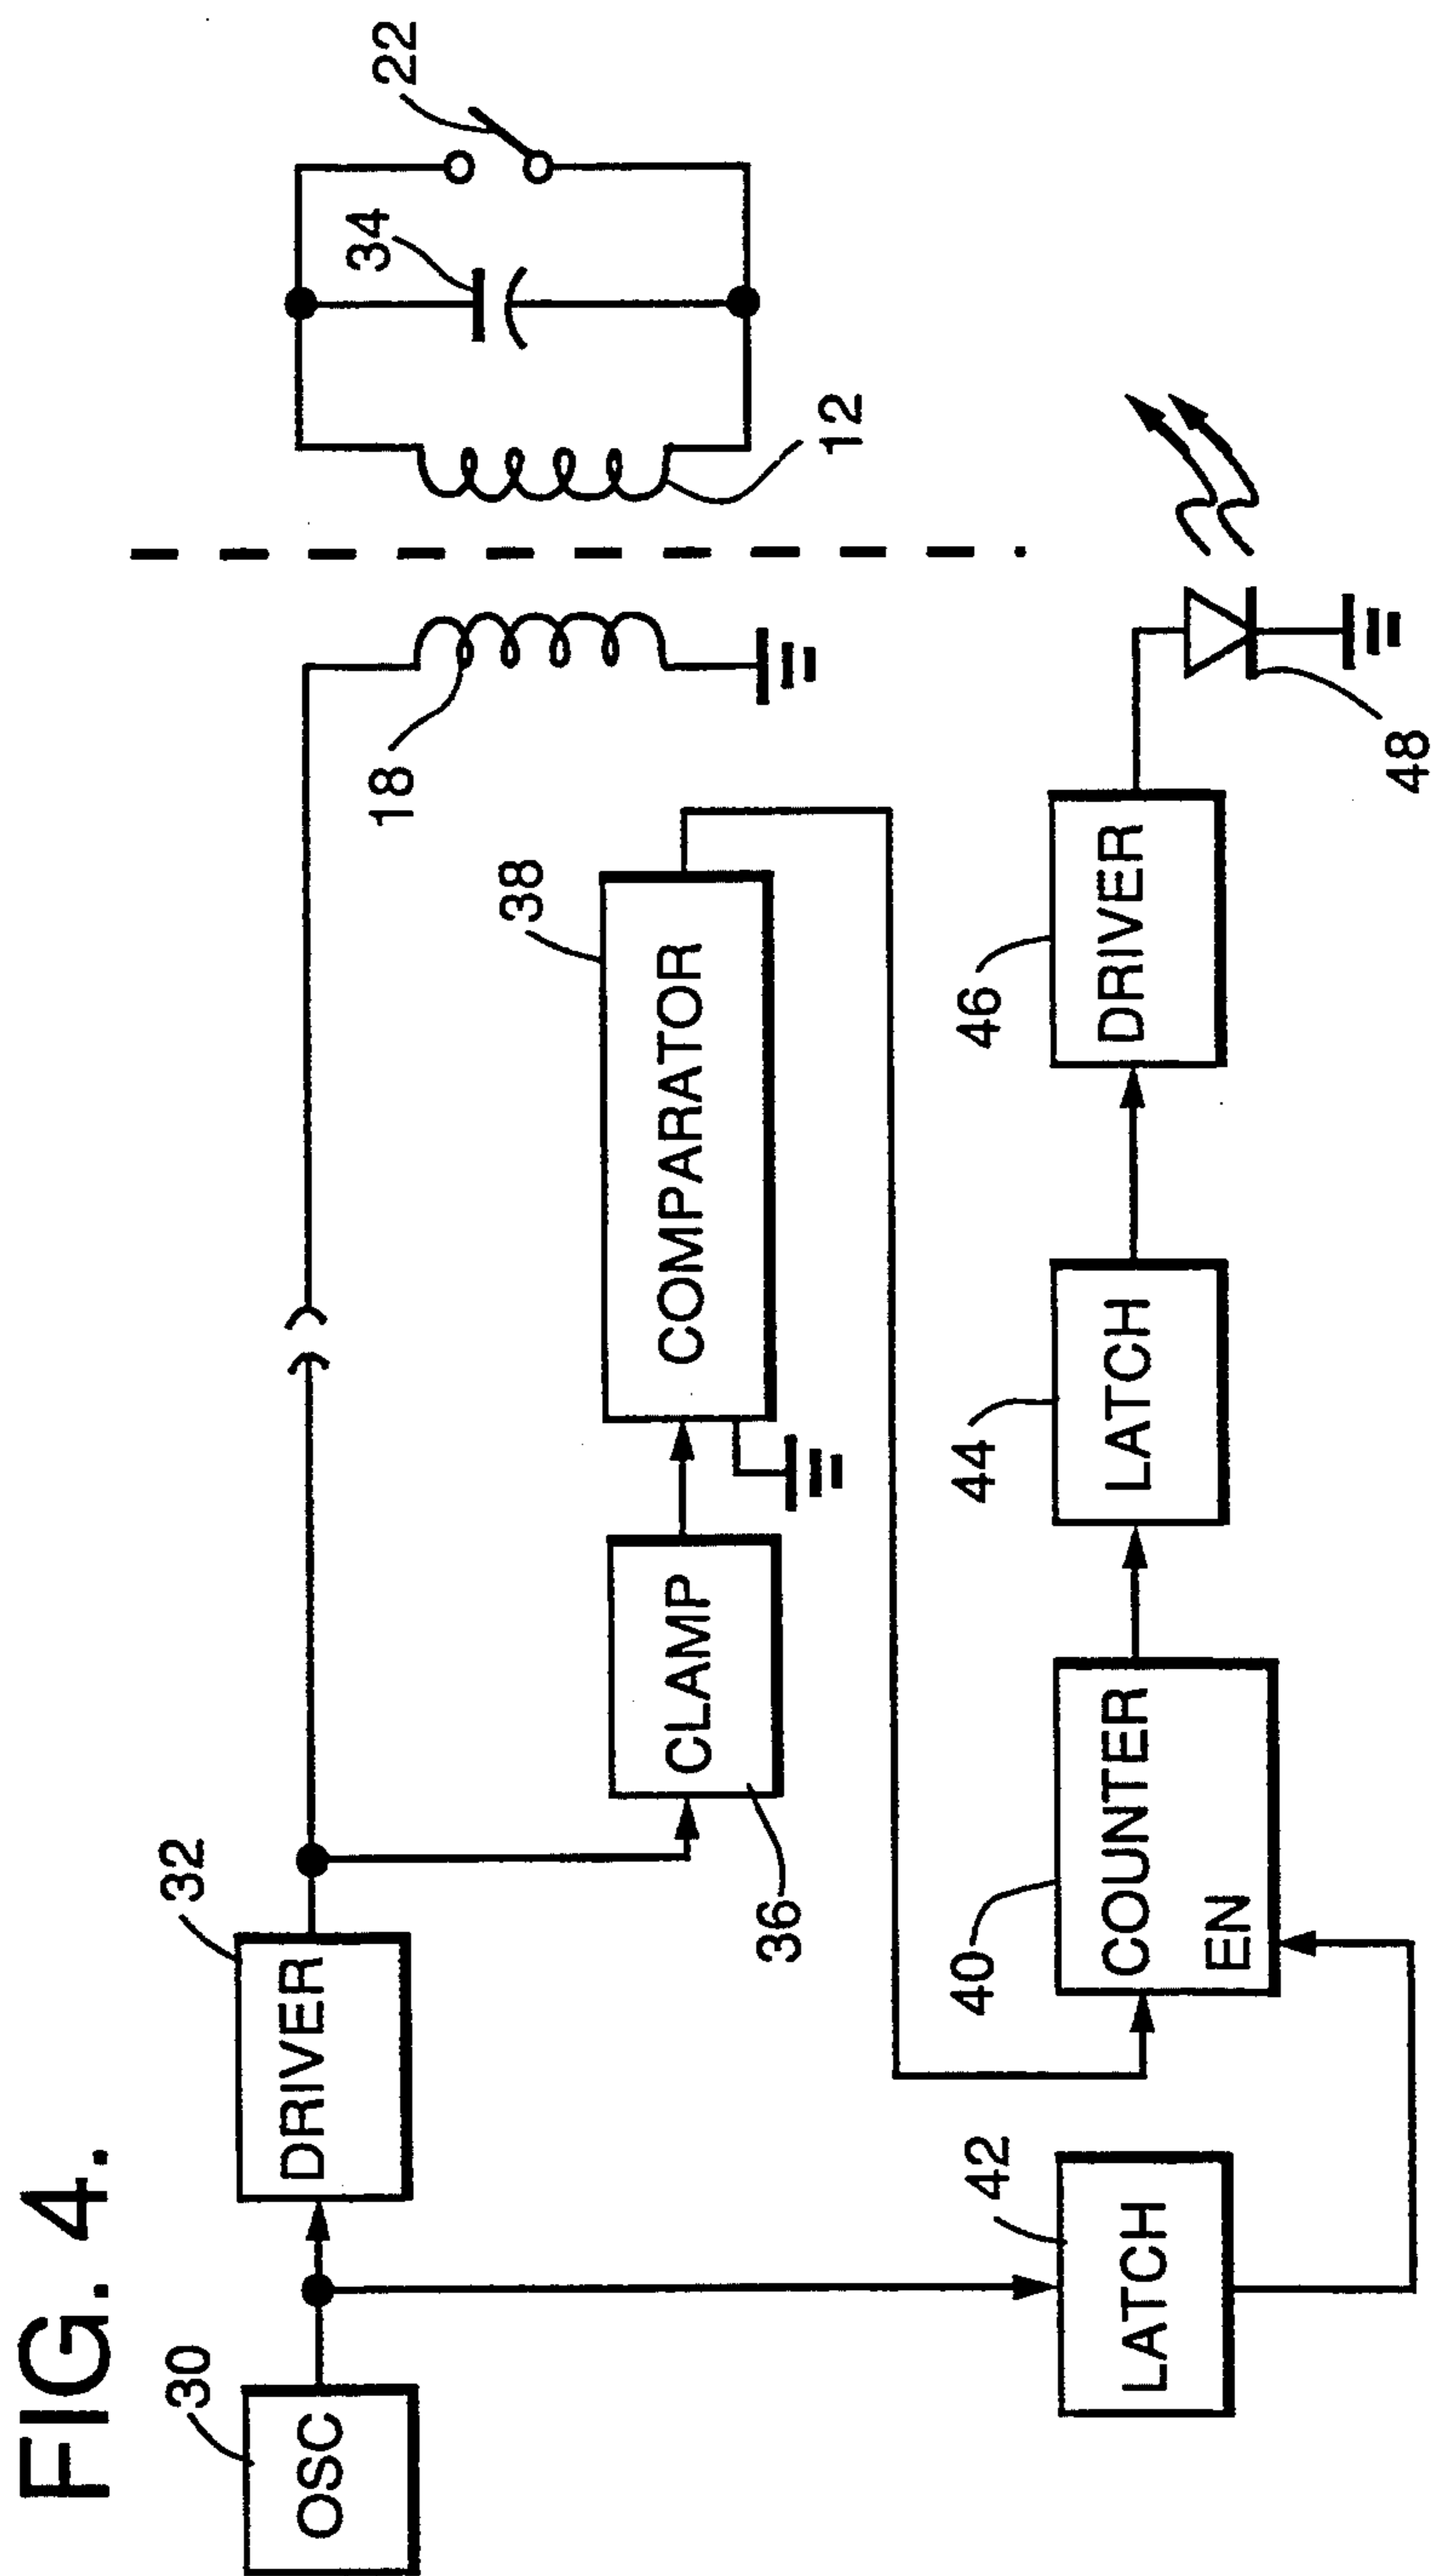 FIG. 4.
30
OSC
32
DRIVER
18
12
34
22
36
CLAMP
38
COMPARATOR
42
LATCH
40
COUNTER
EN
44
LATCH
46
DRIVER
48